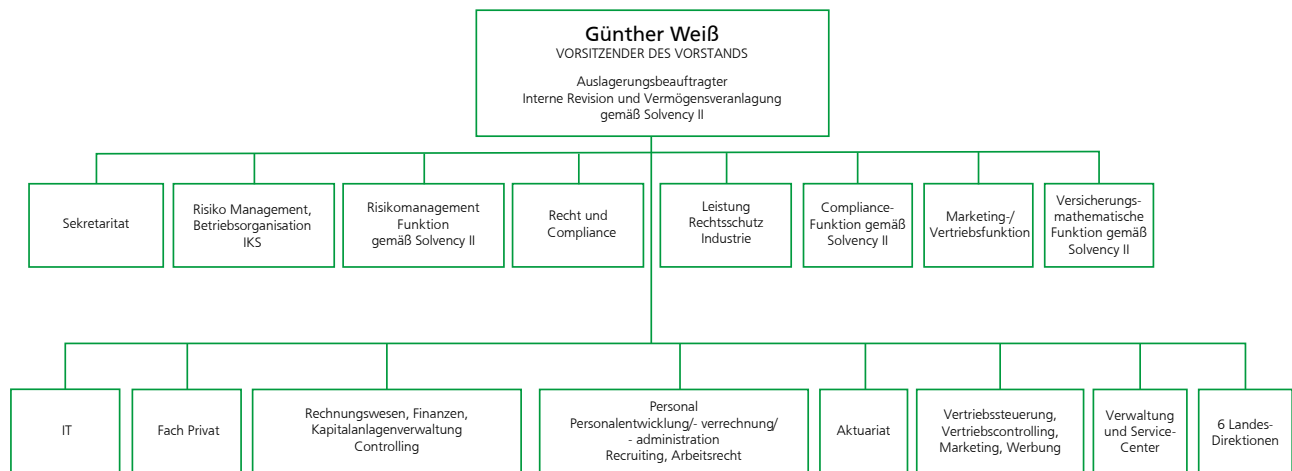 Günther Weiß
VORSITZENDER DES VORSTANDS
Auslagerungsbeauftragter
Interne Revision und Vermögensveranlagung
gemäß Solvency II
Sekretaritat
Risiko Management,
Betriebsorganisation
IKS
Risikomanagement
Funktion
gemäß Solvency II
Recht und
Compliance
Leistung
Rechtsschutz
Industrie
Compliance-
Funktion gemäß
Solvency II
Marketing-/
Vertriebsfunktion
Versicherungs-
mathematische
Funktion gemäß
Solvency II
IT
Fach Privat
Rechnungswesen, Finanzen,
Kapitalanlagenverwaltung
Controlling
Personal
Personalentwicklung/- verrechnung/
- administration
Recruiting, Arbeitsrecht
Aktuariat
Vertriebssteuerung,
Vertriebscontrolling,
Marketing, Werbung
Verwaltung
und Service-
Center
6 Landes-
Direktionen